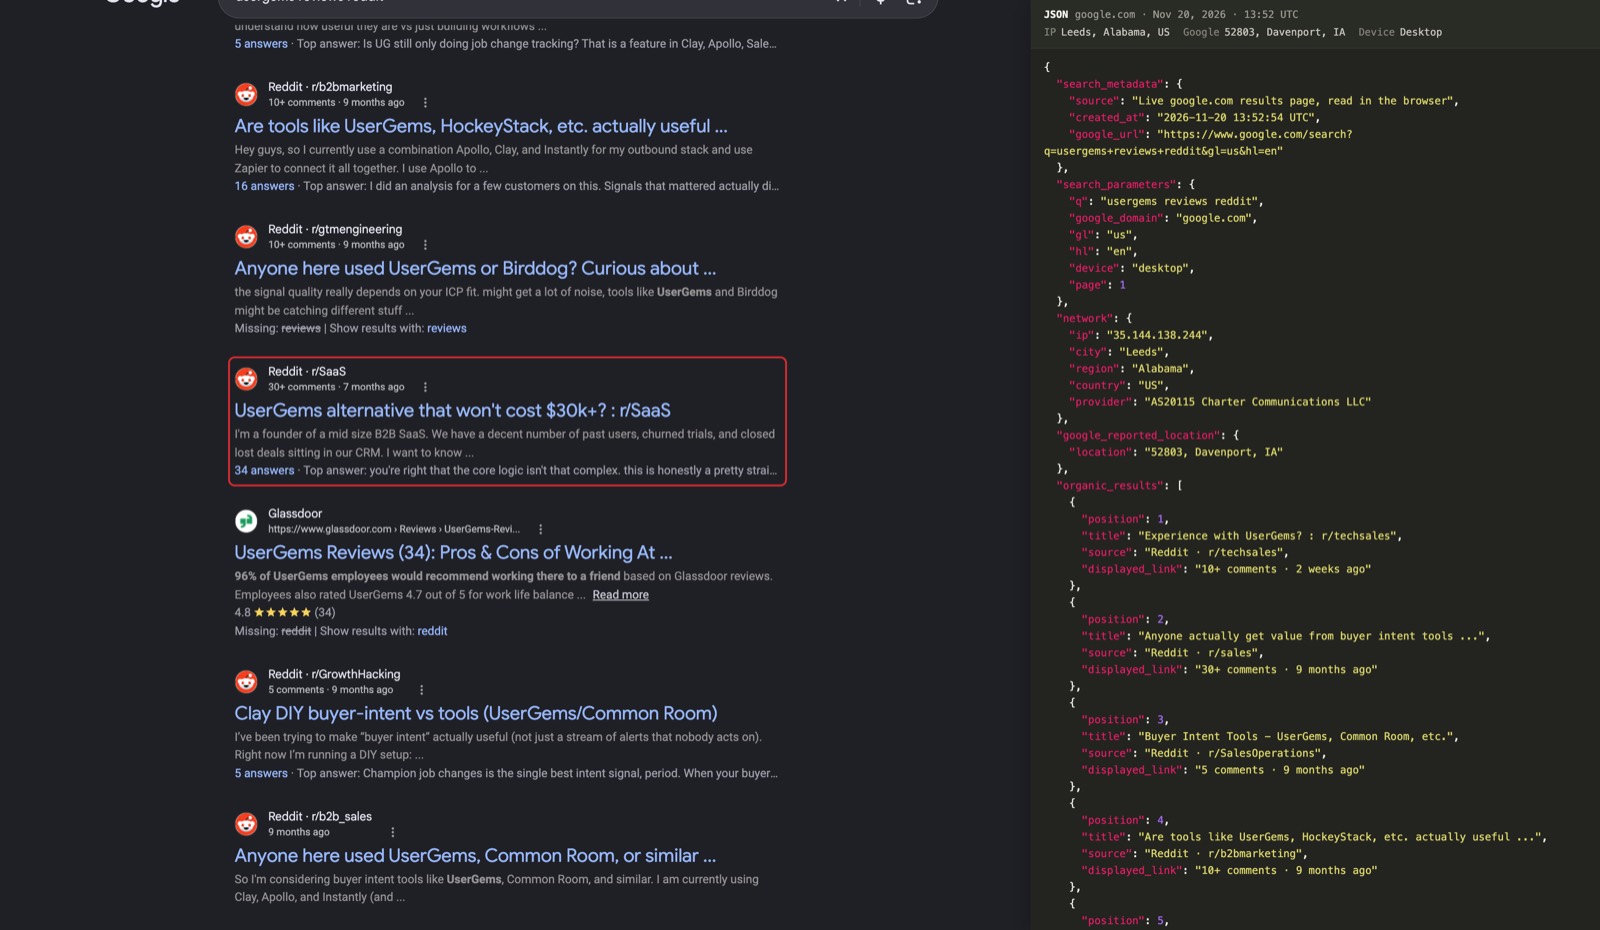 understand how useful they are vs just building workflows ...
5 answers · Top answer: Is UG still only doing job change tracking? That is a feature in Clay, Apollo, Sale...
Reddit · r/b2bmarketing
10+ comments · 9 months ago
Are tools like UserGems, HockeyStack, etc. actually useful ...
Hey guys, so I currently use a combination Apollo, Clay, and Instantly for my outbound stack and use
Zapier to connect it all together. I use Apollo to ...
16 answers · Top answer: I did an analysis for a few customers on this. Signals that mattered actually di...
Reddit · r/gtmengineering
10+ comments · 9 months ago
Anyone here used UserGems or Birddog? Curious about ...
the signal quality really depends on your ICP fit. might get a lot of noise, tools like UserGems and Birddog
might be catching different stuff ...
Missing: reviews | Show results with: reviews
Reddit · r/SaaS
30+ comments · 7 months ago
UserGems alternative that won't cost $30k+? : r/SaaS
I'm a founder of a mid size B2B SaaS. We have a decent number of past users, churned trials, and closed
lost deals sitting in our CRM. I want to know ...
34 answers · Top answer: you're right that the core logic isn't that complex. this is honestly a pretty strai...
Glassdoor
https://www.glassdoor.com › Reviews › UserGems-Revi...
UserGems Reviews (34): Pros & Cons of Working At ...
96% of UserGems employees would recommend working there to a friend based on Glassdoor reviews.
Employees also rated UserGems 4.7 out of 5 for work life balance ... Read more
4.8 ★★★★★ (34)
Missing: reddit | Show results with: reddit
Reddit · r/GrowthHacking
5 comments · 9 months ago
Clay DIY buyer-intent vs tools (UserGems/Common Room)
I've been trying to make “buyer intent” actually useful (not just a stream of alerts that nobody acts on).
Right now I'm running a DIY setup: ...
5 answers · Top answer: Champion job changes is the single best intent signal, period. When your buyer...
Reddit · r/b2b_sales
9 months ago
Anyone here used UserGems, Common Room, or similar ...
So I'm considering buyer intent tools like UserGems, Common Room, and similar. I am currently using
Clay, Apollo, and Instantly (and ...
JSON google.com · Nov 20, 2026 · 13:52 UTC
IP Leeds, Alabama, US Google 52803, Davenport, IA Device Desktop
{
"search_metadata": {
"source": "Live google.com results page, read in the browser",
"created_at": "2026-11-20 13:52:54 UTC",
"google_url": "https://www.google.com/search?
q=usergems+reviews+reddit&gl=us&hl=en"
},
"search_parameters": {
"q": "usergems reviews reddit",
"google_domain": "google.com",
"gl": "us",
"hl": "en",
"device": "desktop",
"page": 1
},
"network": {
"ip": "35.144.138.244",
"city": "Leeds",
"region": "Alabama",
"country": "US",
"provider": "AS20115 Charter Communications LLC"
},
"google_reported_location": {
"location": "52803, Davenport, IA"
},
"organic_results": [
{
"position": 1,
"title": "Experience with UserGems? : r/techsales",
"source": "Reddit · r/techsales",
"displayed_link": "10+ comments · 2 weeks ago"
},
{
"position": 2,
"title": "Anyone actually get value from buyer intent tools ...",
"source": "Reddit · r/sales",
"displayed_link": "30+ comments · 9 months ago"
},
{
"position": 3,
"title": "Buyer Intent Tools – UserGems, Common Room, etc.",
"source": "Reddit · r/SalesOperations",
"displayed_link": "5 comments · 9 months ago"
},
{
"position": 4,
"title": "Are tools like UserGems, HockeyStack, etc. actually useful ...",
"source": "Reddit · r/b2bmarketing",
"displayed_link": "10+ comments · 9 months ago"
},
{
"position": 5,